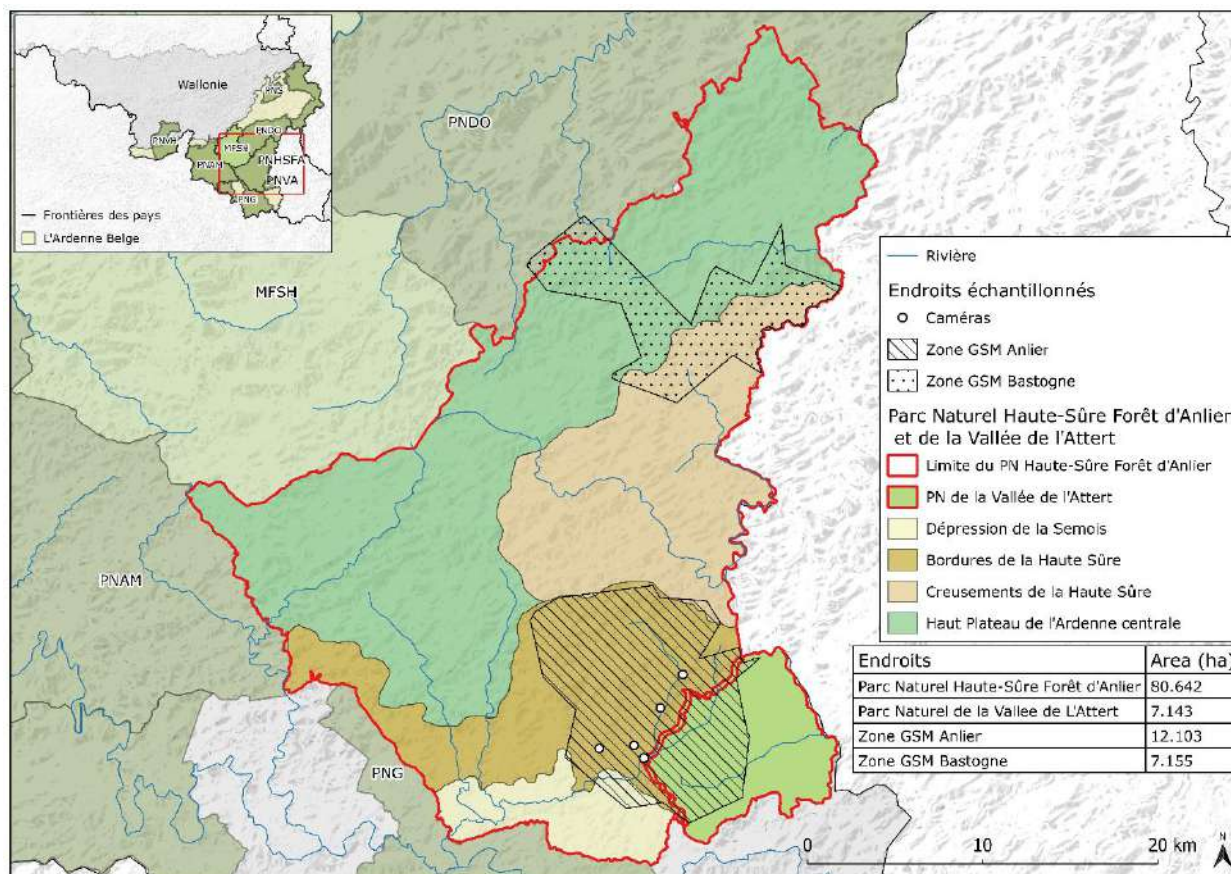 Wallonie
PNG
PNDO
PNVH
MFSH
PNHSFA
PNAM
PNVA
PNG
Frontières des pays
L'Ardenne Belge
PNDO
MFSH
PNAM
PNG
Rivière
Endroits échantillonnés
Caméras
Zone GSM Anlier
Zone GSM Bastogne
Parc Naturel Haute-Sûre Forêt d'Anlier
et de la Vallée de l'Attert
Limite du PN Haute-Sûre Forêt d'Anlier
PN de la Vallée de l'Attert
Dépression de la Semois
Bordures de la Haute Sûre
Creusements de la Haute Sûre
Haut Plateau de l'Ardenne centrale
Endroits Area (ha)
Parc Naturel Haute-Sûre Forêt d'Anlier 80.642
Parc Naturel de la Vallee de L'Attert 7.143
Zone GSM Anlier 12.103
Zone GSM Bastogne 7.155
0 10 20 km
N